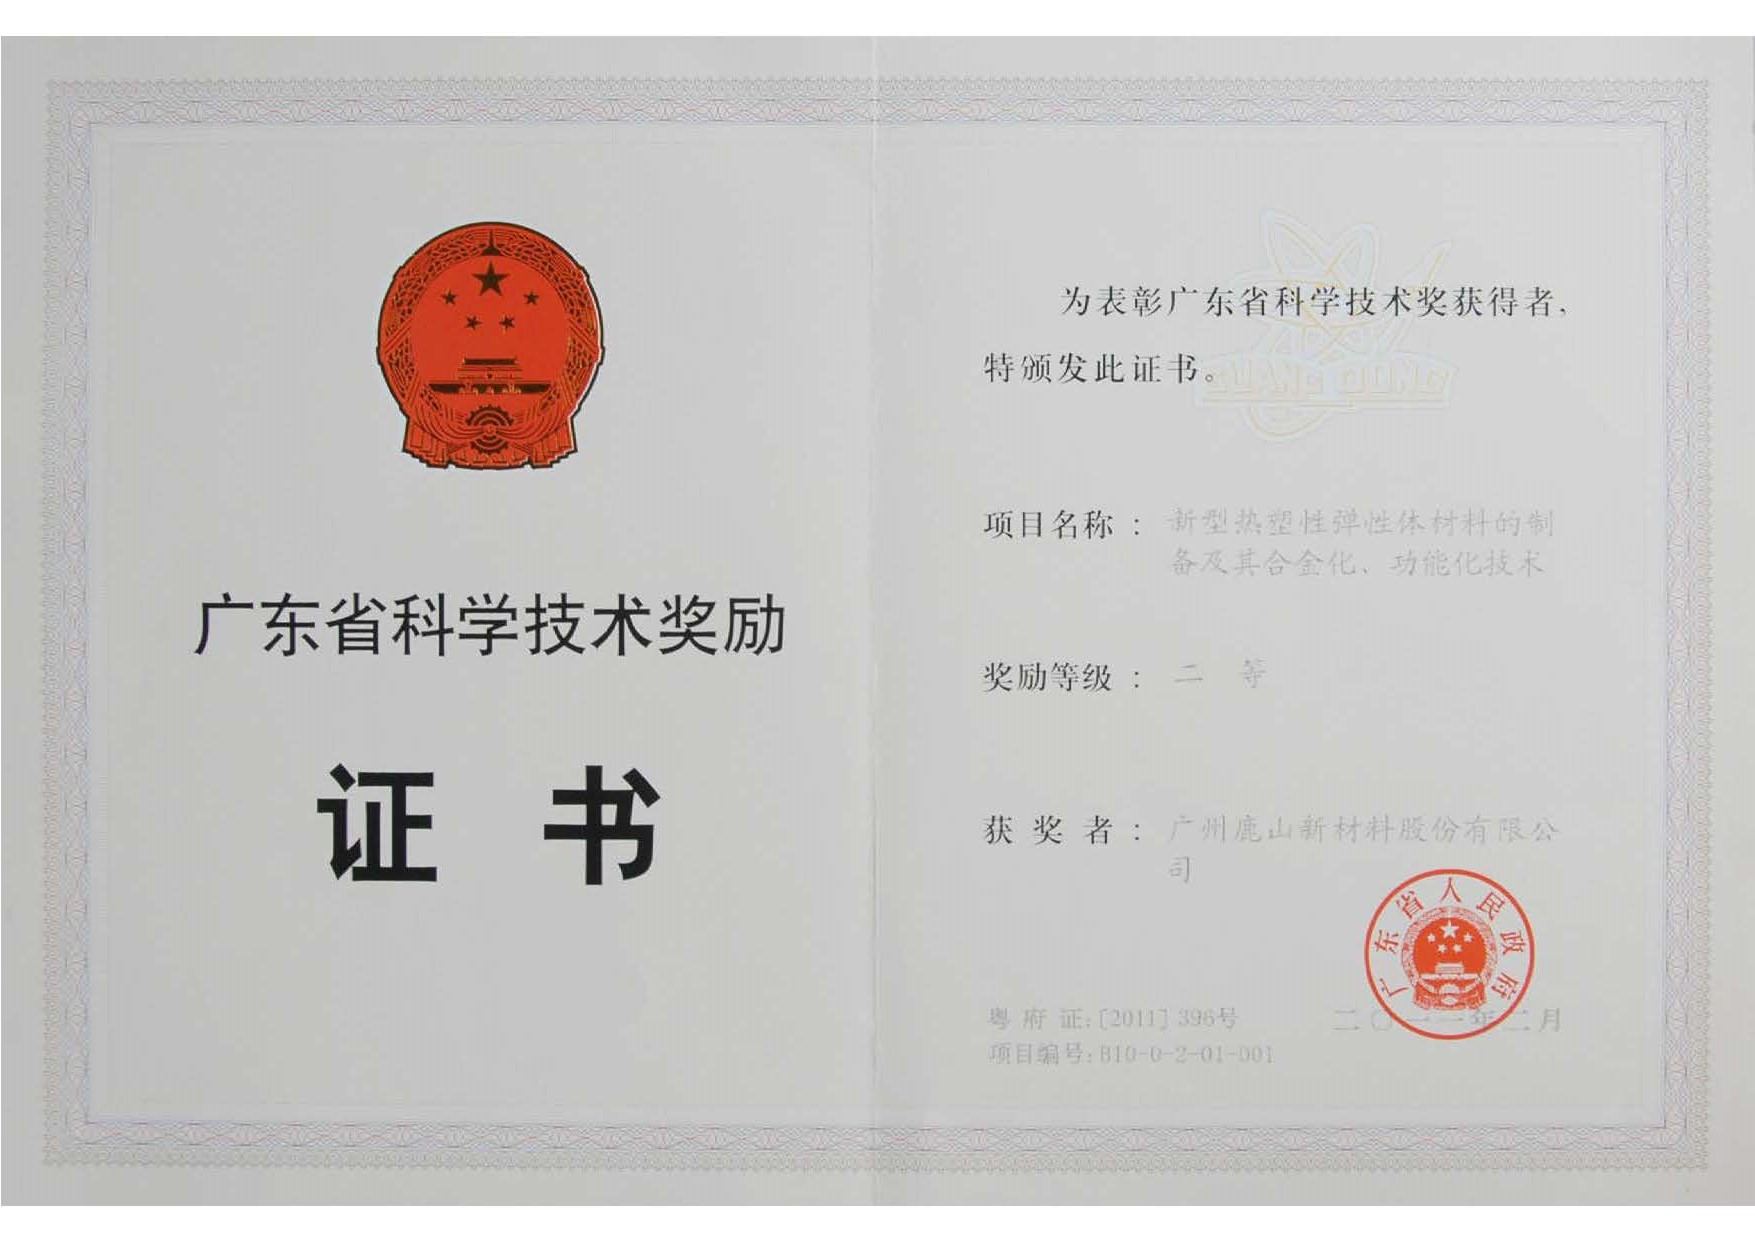 广东省科学技术奖励
证 书
GUANG DONG
为表彰广东省科学技术奖获得者，
特颁发此证书。
项目名称： 新型热塑性弹性体材料的制
备及其合金化、功能化技术
奖励等级： 二 等
获 奖 者： 广州鹿山新材料股份有限公
司
广东省人民政府
粤 府 证：〔2011〕396号
二〇一一年二月
项目编号：B10-0-2-01-001